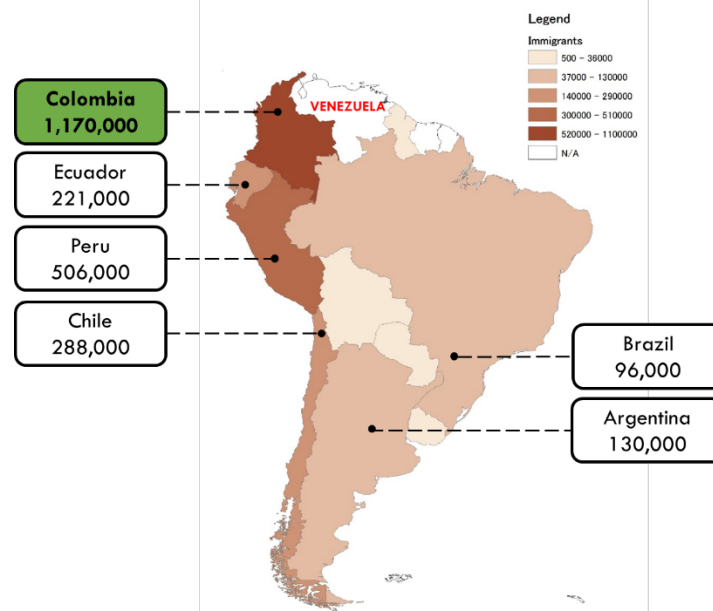 Legend
Immigrants
500 - 36000
37000 - 130000
140000 - 290000
300000 - 510000
520000 - 1100000
N/A
Colombia
1,170,000
VENEZUELA
Ecuador
221,000
Peru
506,000
Chile
288,000
Brazil
96,000
Argentina
130,000